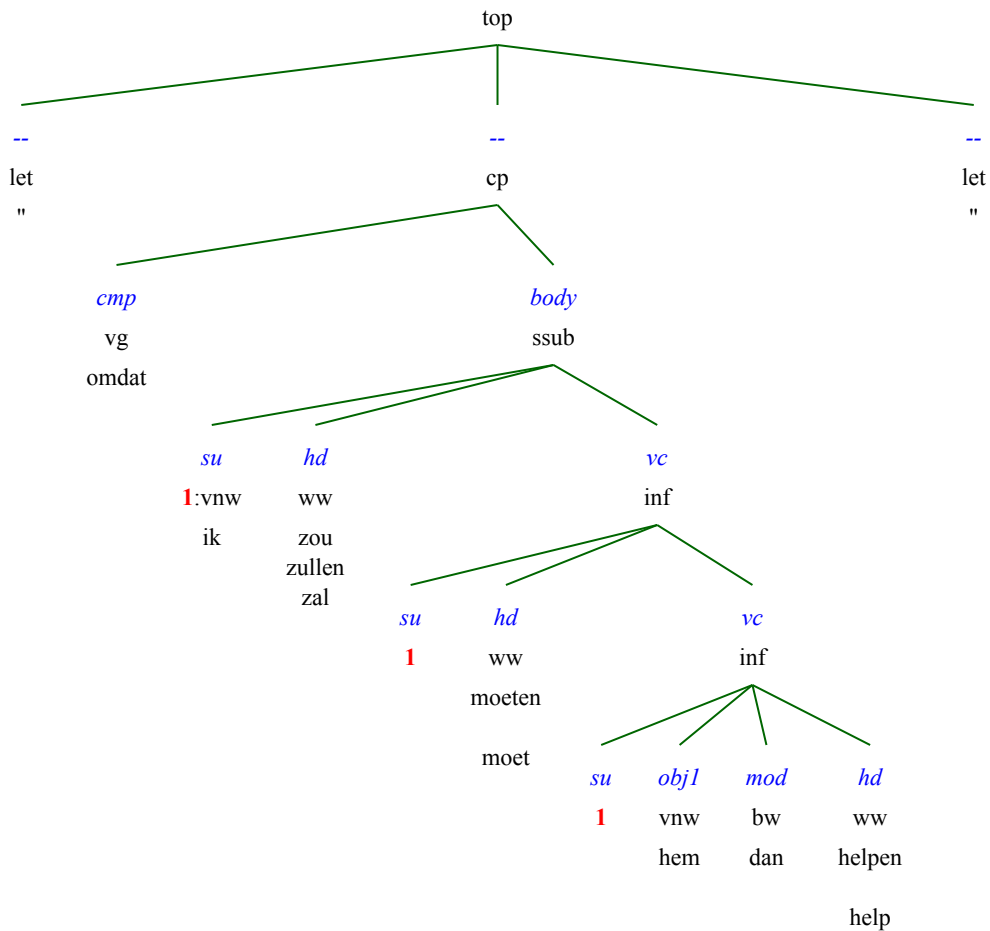 top
-- -- --
let cp let
" "
cmp body
vg ssub
omdat
su hd vc
1:vnw ww inf
ik zou
zullen
zal
su hd vc
1 ww inf
moeten
moet
su obj1 mod hd
1 vnw bw ww
hem dan helpen
help